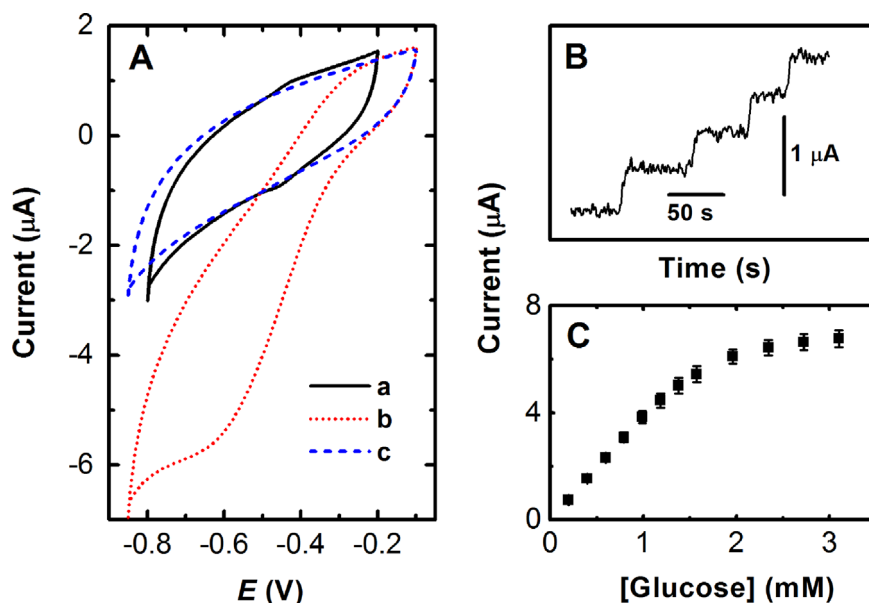 A
Current (µA)
2
0
-2
-4
-6
a
b
c
-0.8 -0.6 -0.4 -0.2
E (V)
B
1 µA
50 s
Time (s)
C
Current (µA)
8
4
0
0 1 2 3
[Glucose] (mM)